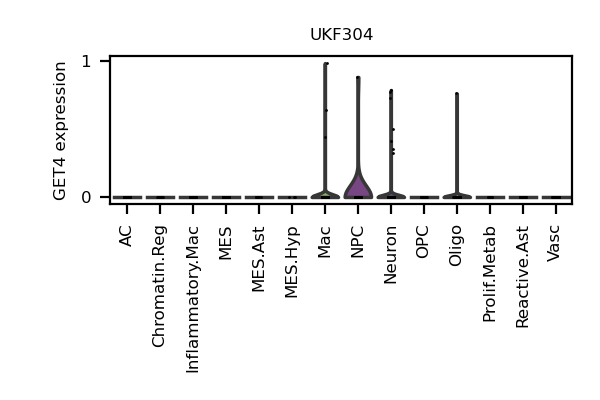 UKF304
GET4 expression
1
0
AC
Chromatin.Reg
Inflammatory.Mac
MES
MES.Ast
MES.Hyp
Mac
NPC
Neuron
OPC
Oligo
Prolif.Metab
Reactive.Ast
Vasc